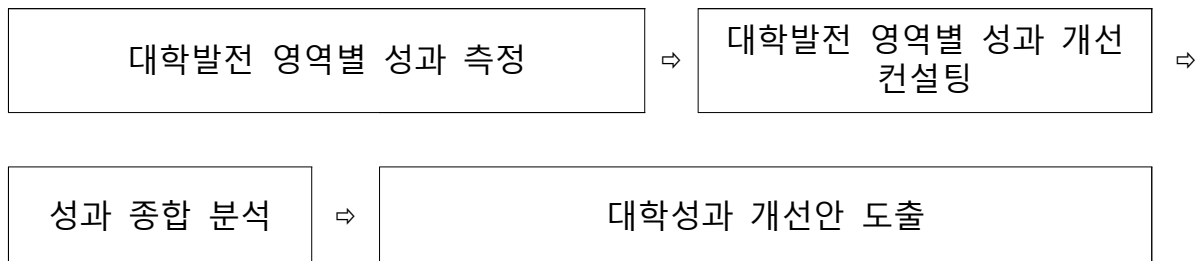 대학발전 영역별 성과 측정
⇨
대학발전 영역별 성과 개선
컨설팅
⇨
성과 종합 분석
⇨
대학성과 개선안 도출